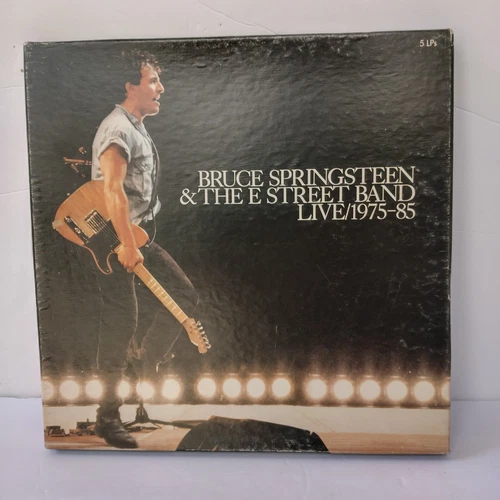 5 LPs
BRUCE SPRINGSTEEN
& THE E STREET BAND
LIVE/1975-85